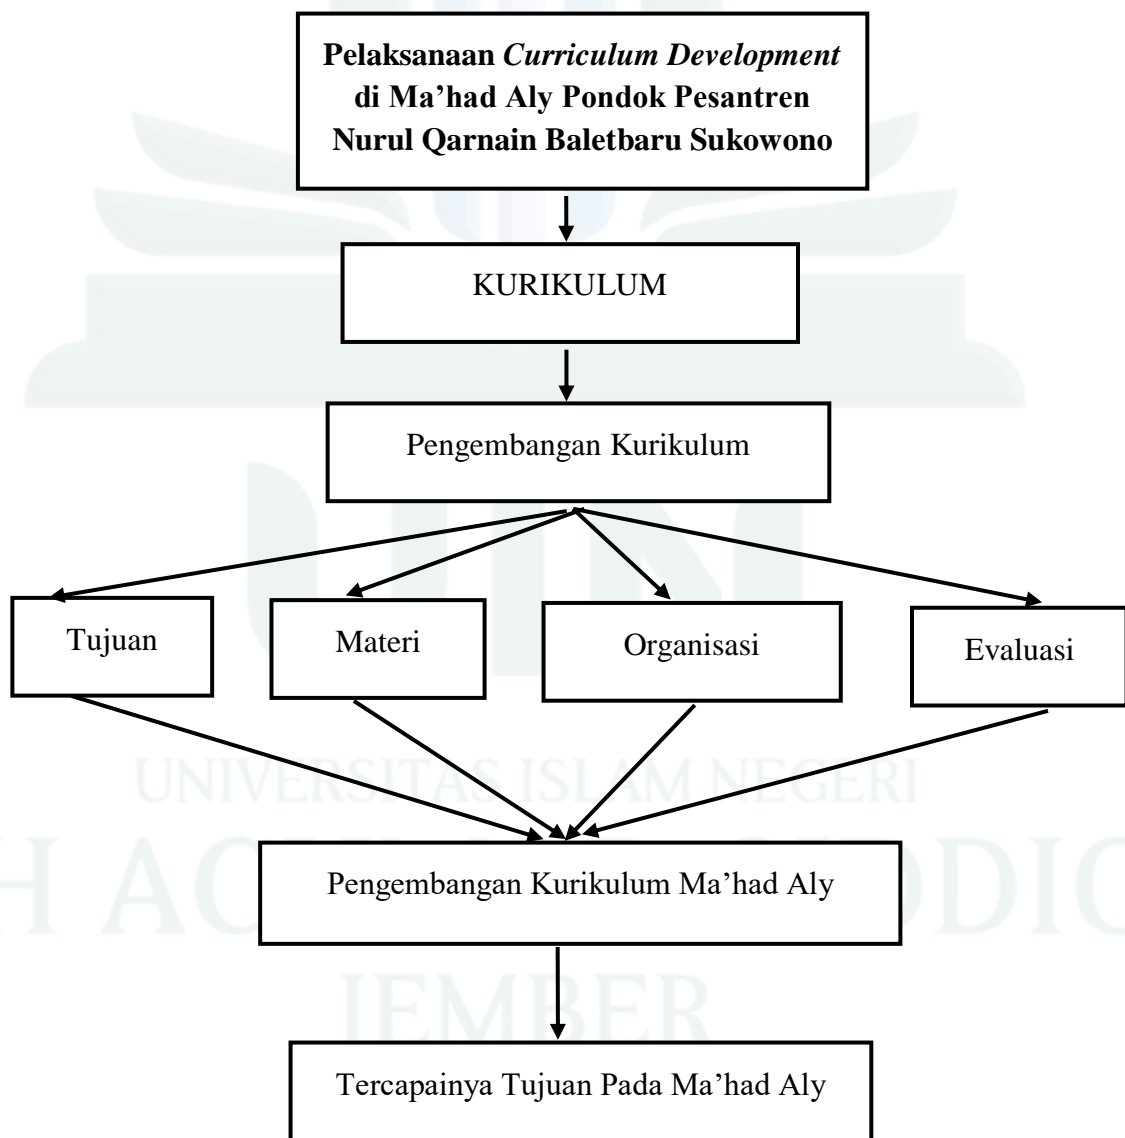 Pelaksanaan Curriculum Development
di Ma’had Aly Pondok Pesantren
Nurul Qarnain Baletbaru Sukowono
KURIKULUM
Pengembangan Kurikulum
Tujuan
Materi
Organisasi
Evaluasi
UNIVERSITAS ISLAM NEGERI
Pengembangan Kurikulum Ma’had Aly
JEMBER
Tercapainya Tujuan Pada Ma’had Aly